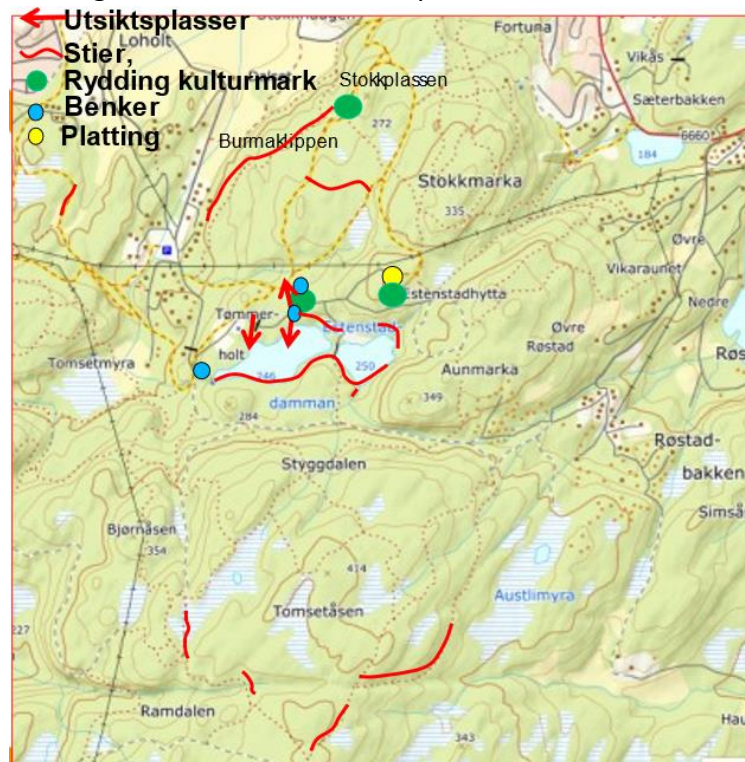 Utsiktsplasser
Stier,
Rydding kulturmark
Benker
Platting
Loholt
Fortuna
Vikås
Sæterbakken
Stokkplassen
272
6660
184
Burmaklippen
Stokkmarka
335
Øvre
Vikaraunet
Estenstadhytta
Nedre
Tømmer-
holt
Estenstad-
Øvre
Røstad
Tomsetmyra
246
250
Aunmarka
damman
349
284
Røstad-
bakken
Styggdalen
Bjørnåsen
354
414
Tomsetåsen
Austlimyra
227
Ramdalen
343